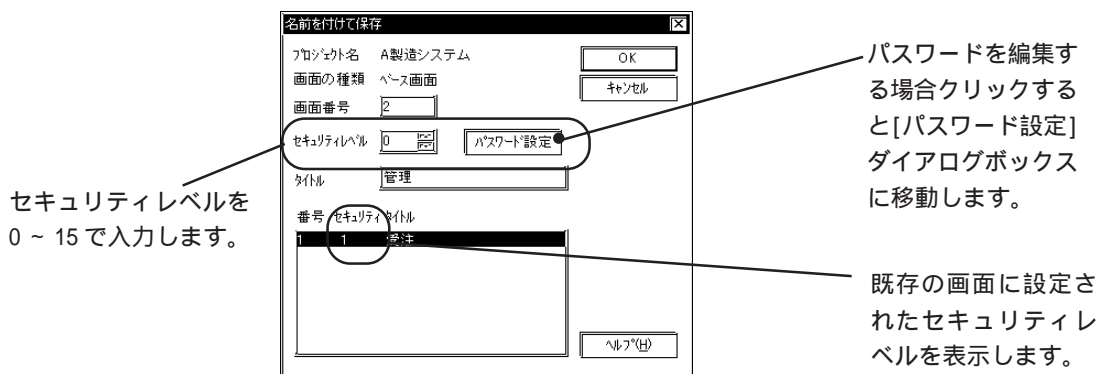 名前を付けて保存
プロジェクト名 A製造システム
OK
画面の種類 ベース画面
キャンセル
画面番号 2
セキュリティレベル 0 パスワード設定
タイトル 管理
番号 セキュリティ タイトル
1 1 受注
ヘルプ(H)
セキュリティレベルを
0 ~ 15 で入力します。
パスワードを編集す
る場合クリックする
と[パスワード設定]
ダイアログボックス
に移動します。
既存の画面に設定さ
れたセキュリティレ
ベルを表示します。